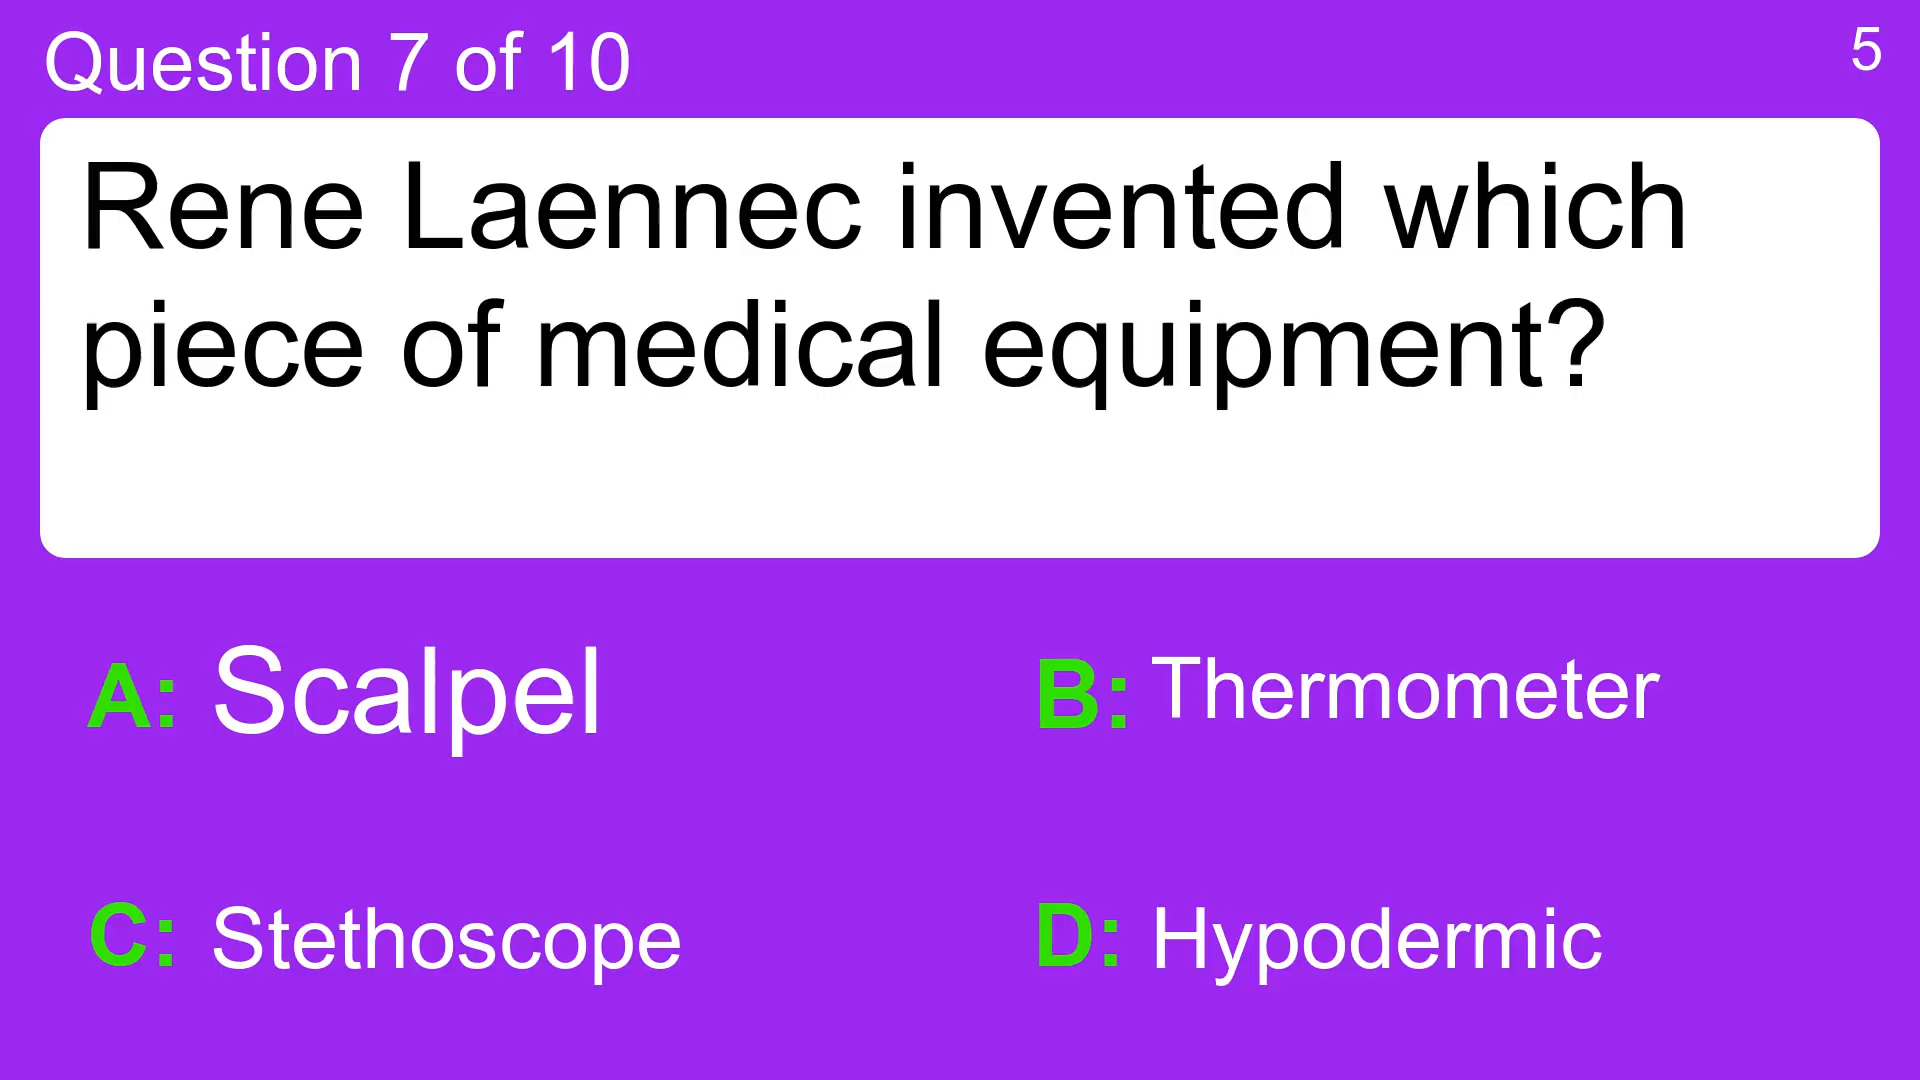 Question 7 of 10
5
Rene Laennec invented which
piece of medical equipment?
A: Scalpel
B: Thermometer
C: Stethoscope
D: Hypodermic